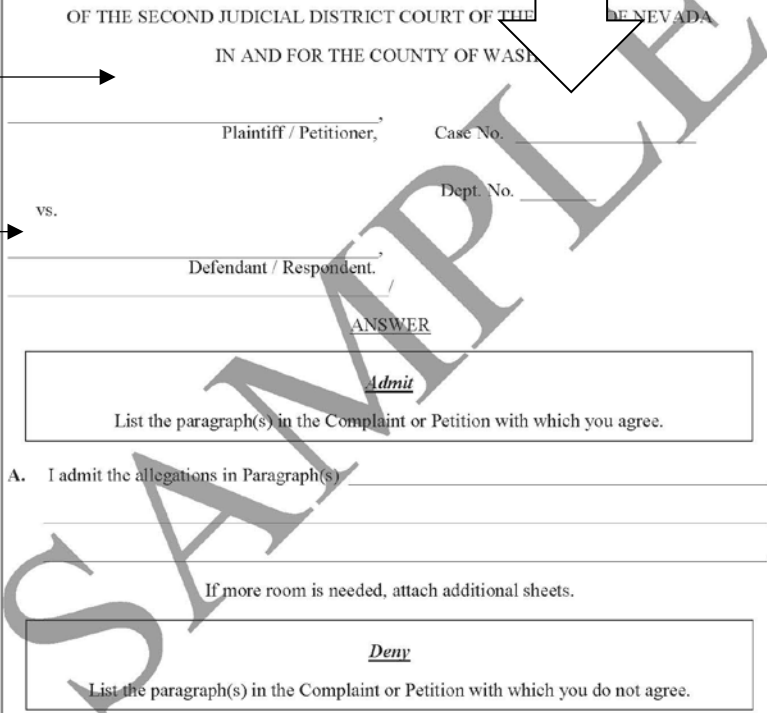 OF THE SECOND JUDICIAL DISTRICT COURT OF THE OF NEVADA
IN AND FOR THE COUNTY OF WASH
Plaintiff / Petitioner,
Case No.
Dept. No.
vs.
Defendant / Respondent.
/
ANSWER
Admit
List the paragraph(s) in the Complaint or Petition with which you agree.
A. I admit the allegations in Paragraph(s)
If more room is needed, attach additional sheets.
Deny
List the paragraph(s) in the Complaint or Petition with which you do not agree.
SAMPLE